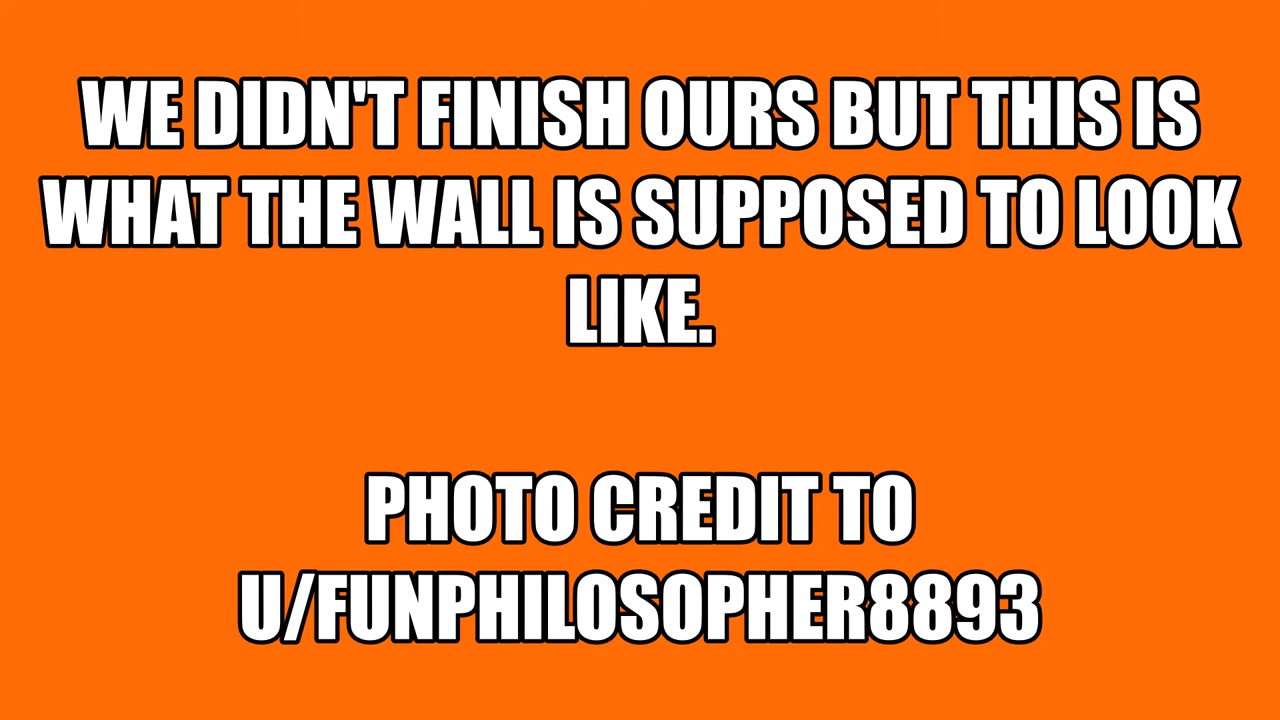 WE DIDN'T FINISH OURS BUT THIS IS
WHAT THE WALL IS SUPPOSED TO LOOK
LIKE.
PHOTO CREDIT TO
U/FUNPHILOSOPHER8893